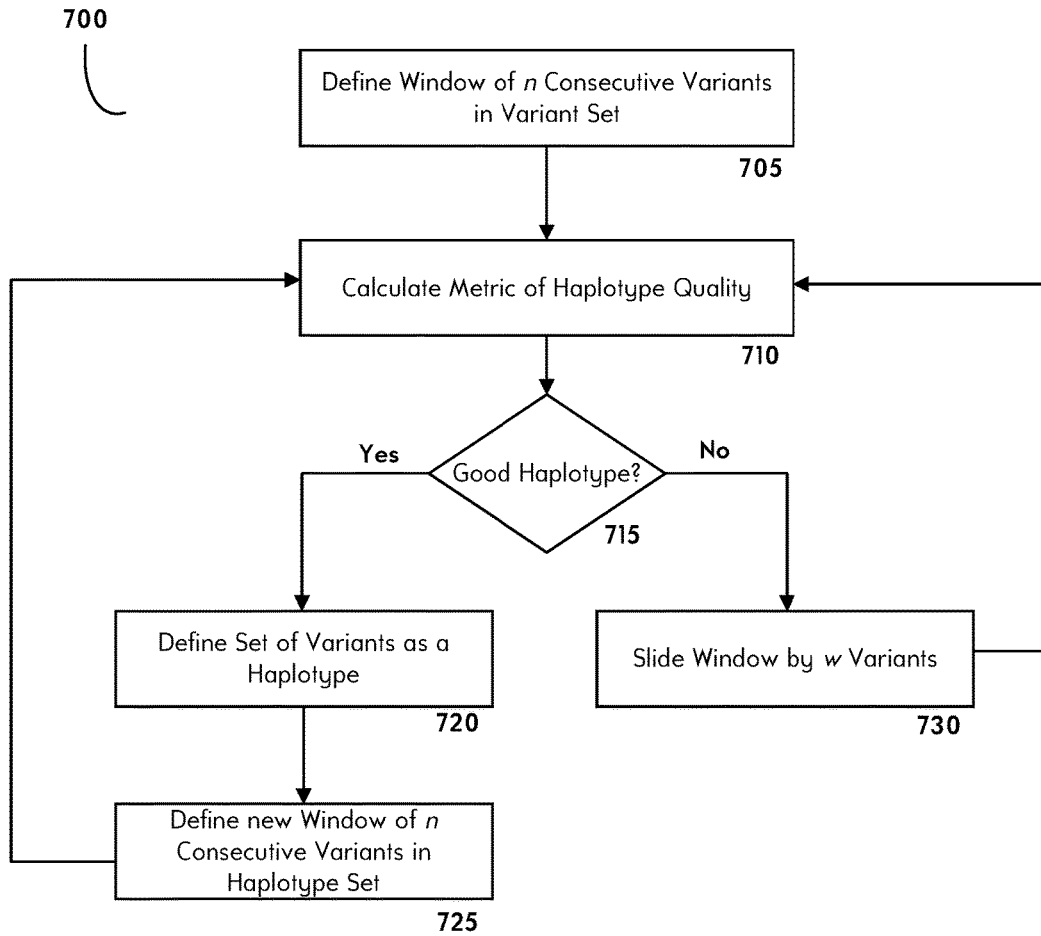 700
Define Window of n Consecutive Variants
in Variant Set
705
Calculate Metric of Haplotype Quality
710
Yes
No
Good Haplotype?
715
Define Set of Variants as a
Haplotype
720
Slide Window by w Variants
730
Define new Window of n
Consecutive Variants in
Haplotype Set
725